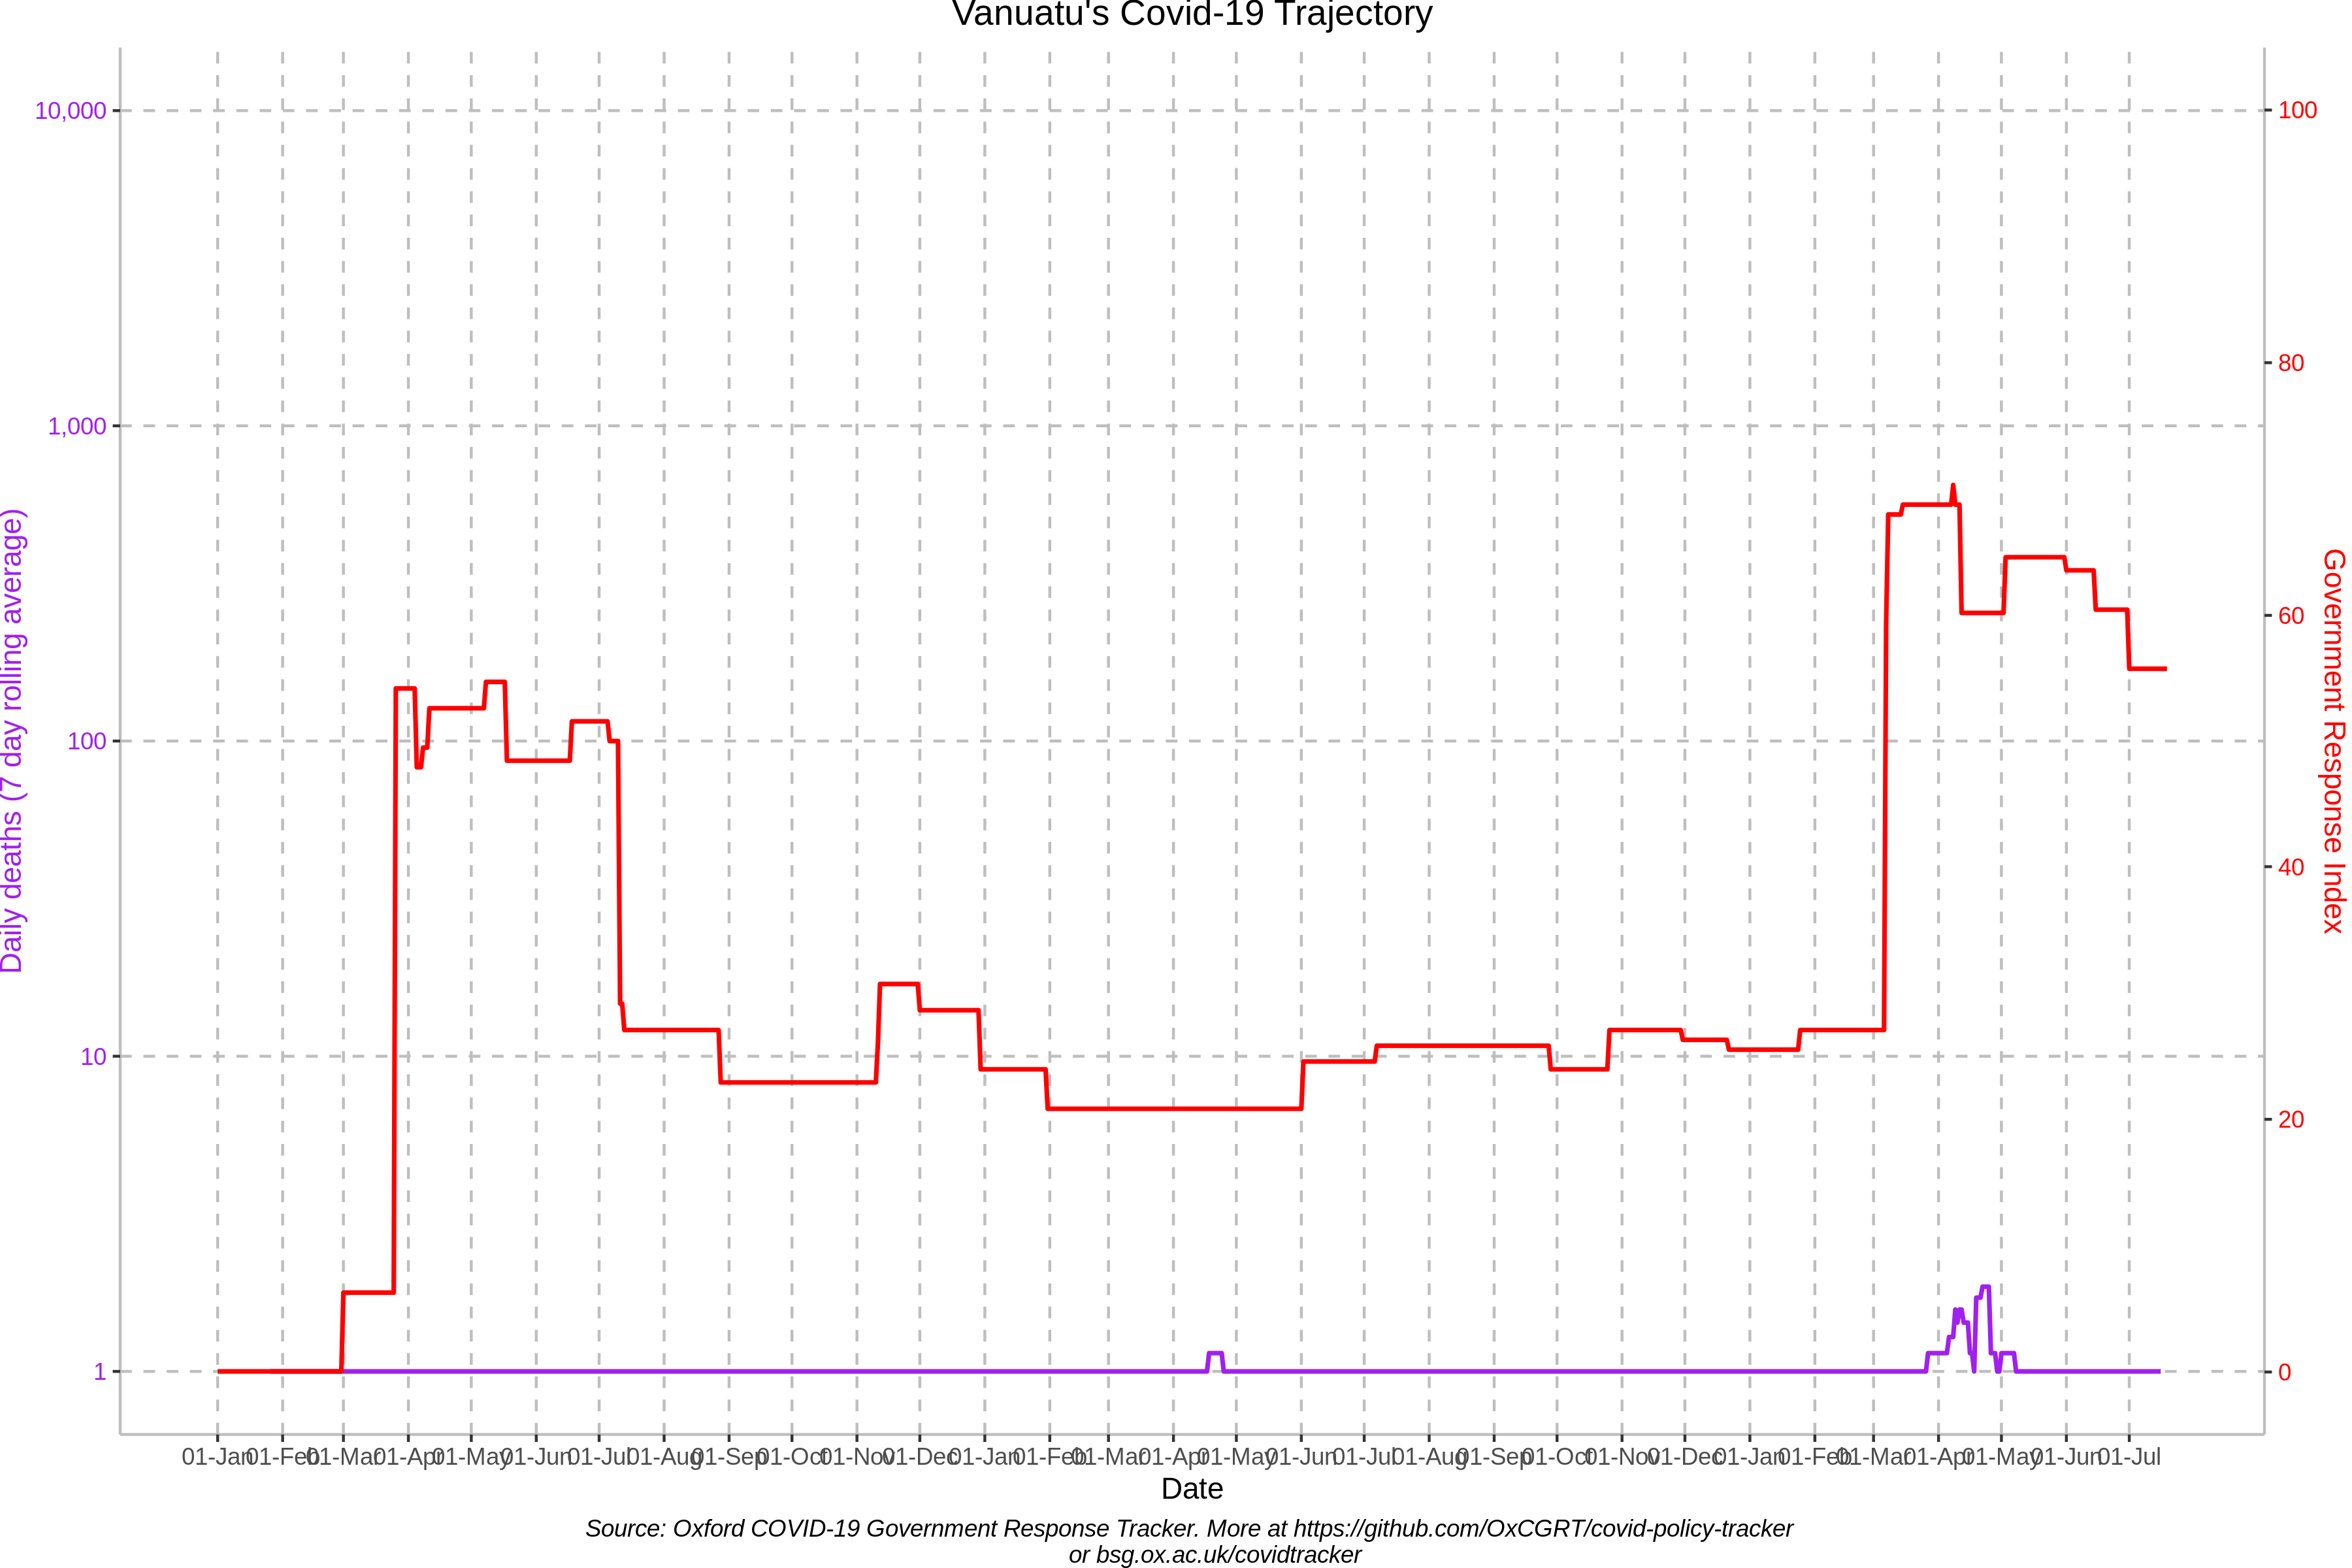 Vanuatu's Covid-19 Trajectory
10,000
1,000
100
10
1
Daily deaths (7 day rolling average)
100
80
60
40
20
0
Government Response Index
01-Jan 01-Feb 01-Mar 01-Apr 01-May 01-Jun 01-Jul 01-Aug 01-Sep 01-Oct 01-Nov 01-Dec 01-Jan 01-Feb 01-Mar 01-Apr 01-May 01-Jun 01-Jul 01-Aug 01-Sep 01-Oct 01-Nov 01-Dec 01-Jan 01-Feb 01-Mar 01-Apr 01-May 01-Jun 01-Jul
Date
Source: Oxford COVID-19 Government Response Tracker. More at https://github.com/OxCGRT/covid-policy-tracker
or bsg.ox.ac.uk/covidtracker